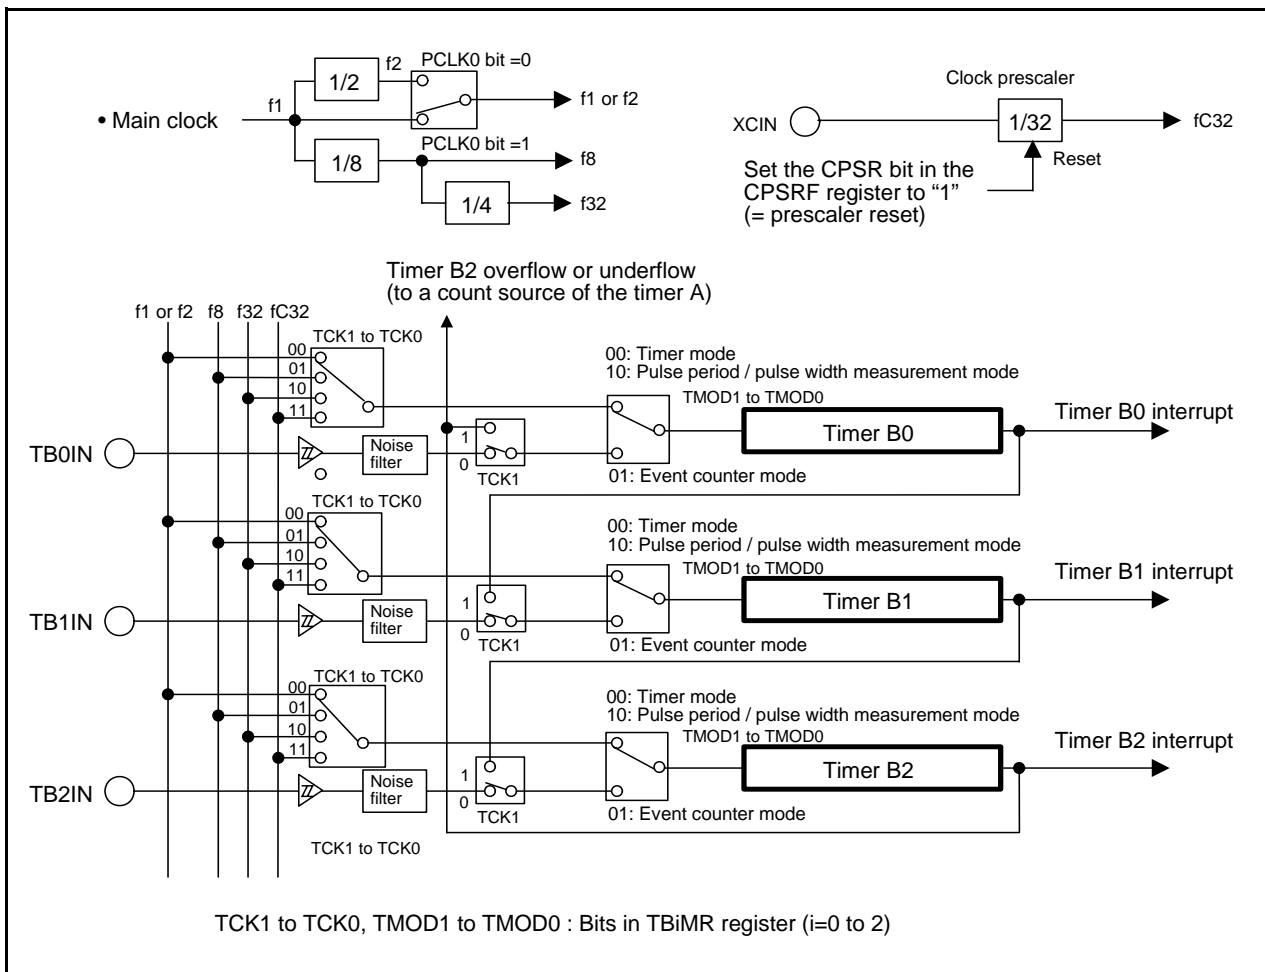 f2
PCLK0 bit =0
1/2
f1
• Main clock
f1 or f2
PCLK0 bit =1
1/8
f8
1/4
f32
Clock prescaler
XCIN
1/32
fC32
Reset
Set the CPSR bit in the
CPSRF register to “1”
(= prescaler reset)
Timer B2 overflow or underflow
(to a count source of the timer A)
f1 or f2 f8 f32 fC32
TCK1 to TCK0
00
01
10
11
00: Timer mode
10: Pulse period / pulse width measurement mode
TMOD1 to TMOD0
Timer B0
Timer B0 interrupt
TB0IN
Noise
filter
1
0
TCK1
01: Event counter mode
TCK1 to TCK0
00
01
10
11
00: Timer mode
10: Pulse period / pulse width measurement mode
TMOD1 to TMOD0
Timer B1
Timer B1 interrupt
TB1IN
Noise
filter
1
0
TCK1
01: Event counter mode
TCK1 to TCK0
00
01
10
11
00: Timer mode
10: Pulse period / pulse width measurement mode
TMOD1 to TMOD0
Timer B2
Timer B2 interrupt
TB2IN
Noise
filter
1
0
TCK1
01: Event counter mode
TCK1 to TCK0
TCK1 to TCK0, TMOD1 to TMOD0 : Bits in TBiMR register (i=0 to 2)